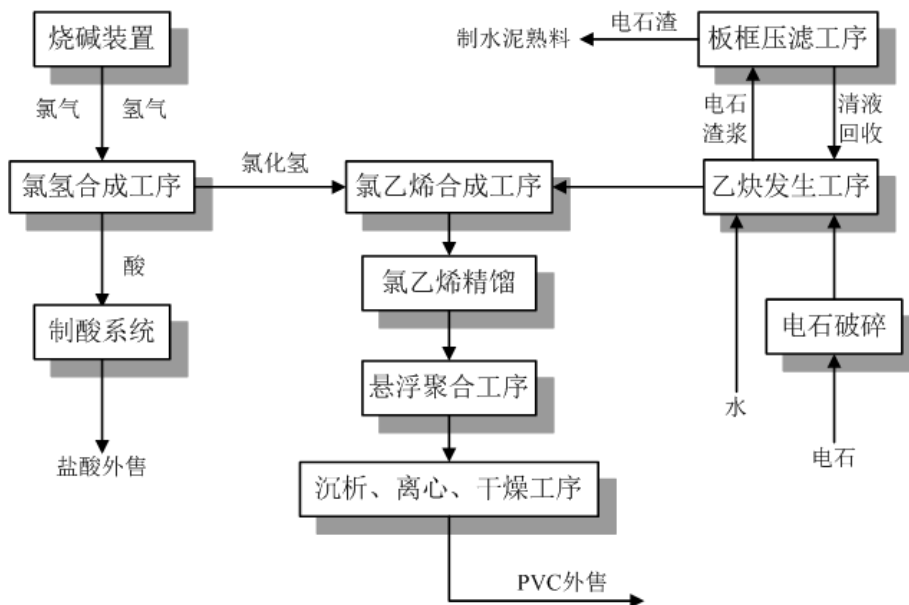 烧碱装置
电石渣
制水泥熟料
板框压滤工序
氯气
氢气
电石
渣浆
清液
回收
氯氢合成工序
氯化氢
氯乙烯合成工序
乙炔发生工序
酸
氯乙烯精馏
制酸系统
电石破碎
悬浮聚合工序
水
盐酸外售
电石
沉析、离心、干燥工序
PVC外售